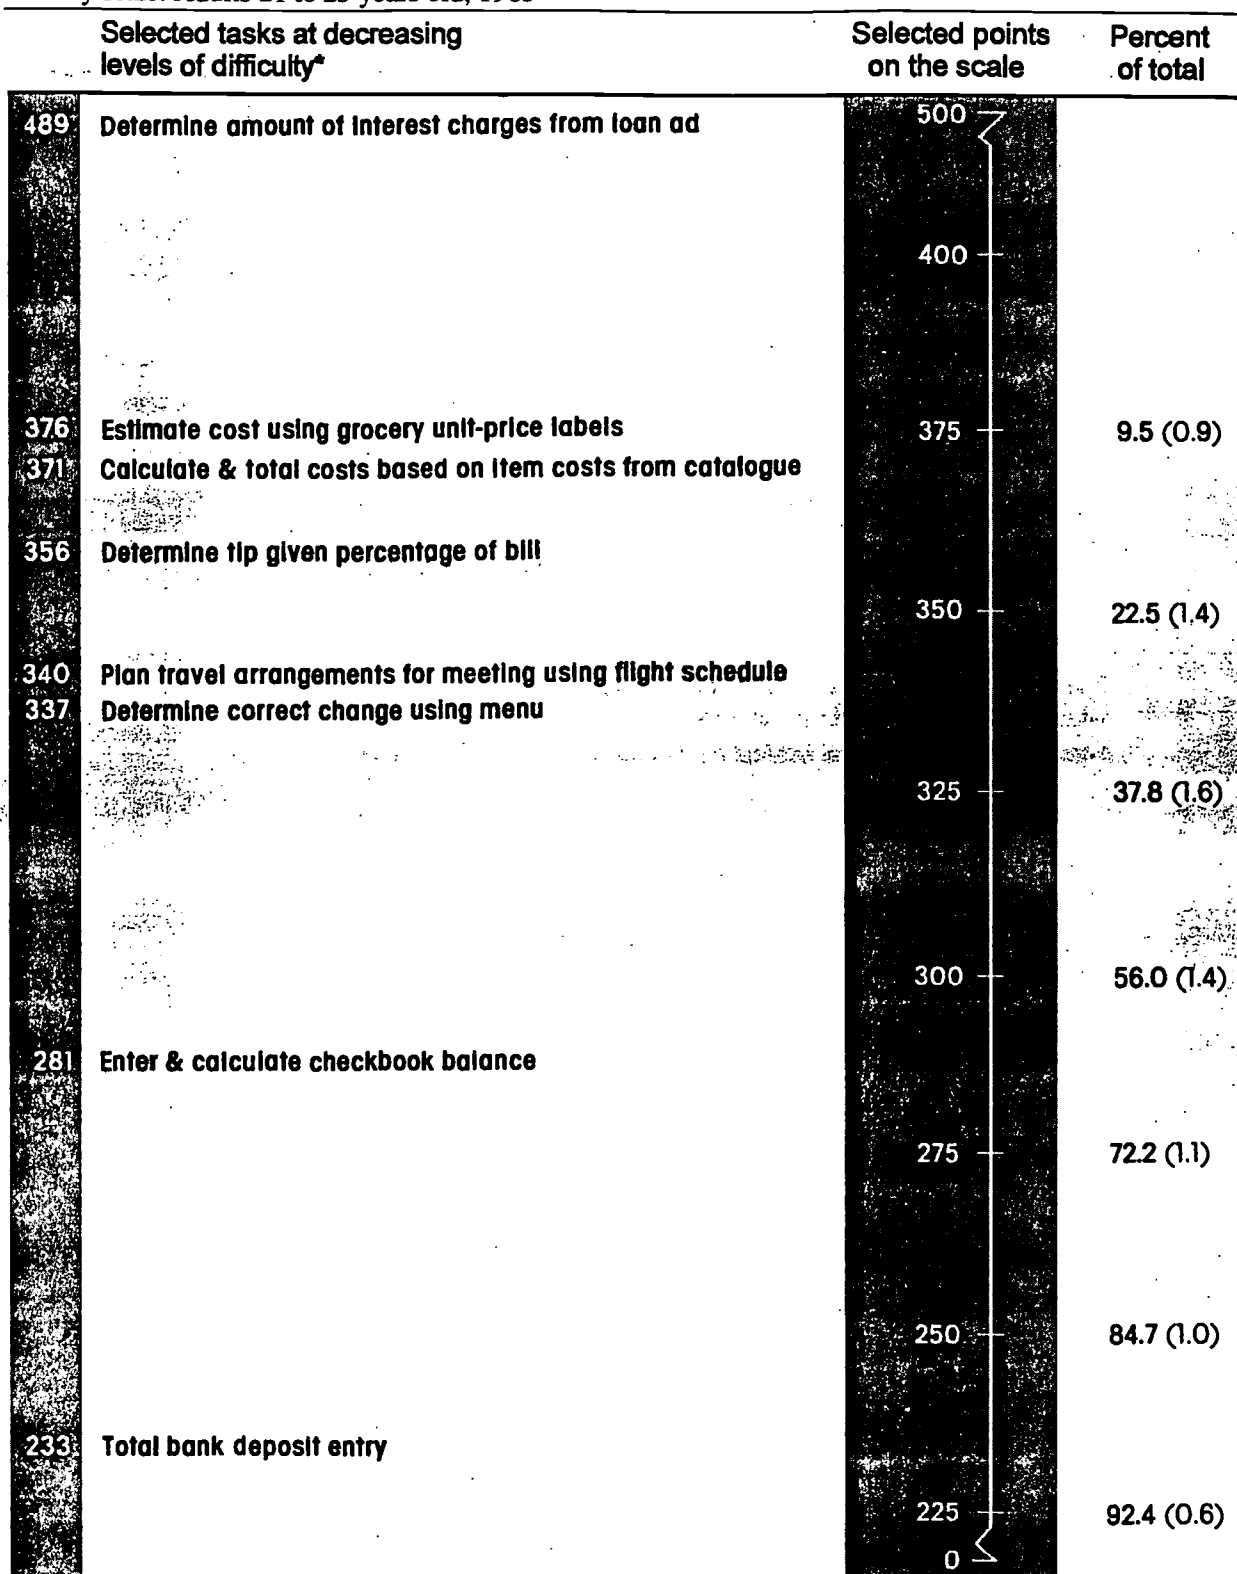 Selected tasks at decreasing
levels of difficulty*
Selected points
on the scale
Percent
of total
489 Determine amount of interest charges from loan ad
500
400
376 Estimate cost using grocery unit-price labels 375 9.5 (0.9)
371 Calculate & total costs based on item costs from catalogue
356 Determine tip given percentage of bill
350 22.5 (1.4)
340 Plan travel arrangements for meeting using flight schedule
337 Determine correct change using menu
325 37.8 (1.6)
300 56.0 (1.4)
281 Enter & calculate checkbook balance
275 72.2 (1.1)
250 84.7 (1.0)
233 Total bank deposit entry
225 92.4 (0.6)
0